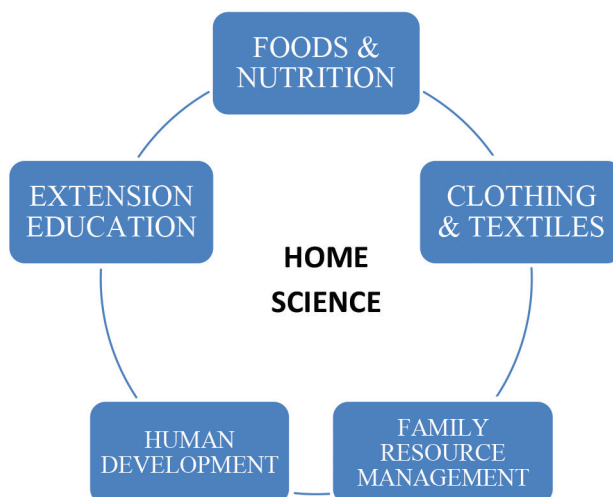 FOODS &
NUTRITION
EXTENSION
EDUCATION
CLOTHING
& TEXTILES
HOME
SCIENCE
HUMAN
DEVELOPMENT
FAMILY
RESOURCE
MANAGEMENT